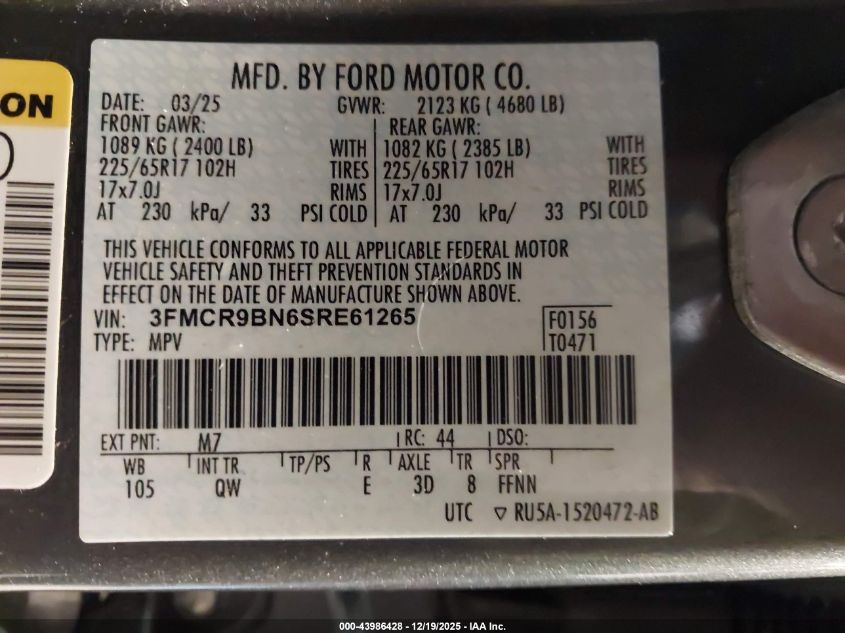 ON
MFD. BY FORD MOTOR CO.
DATE: 03/25 GVWR: 2123 KG ( 4680 LB)
FRONT GAWR: REAR GAWR:
1089 KG ( 2400 LB) WITH 1082 KG ( 2385 LB) WITH
225/65R17 102H TIRES 225/65R17 102H TIRES
17x7.0J RIMS 17x7.0J RIMS
AT 230 kPa/ 33 PSI COLD AT 230 kPa/ 33 PSI COLD
THIS VEHICLE CONFORMS TO ALL APPLICABLE FEDERAL MOTOR
VEHICLE SAFETY AND THEFT PREVENTION STANDARDS IN
EFFECT ON THE DATE OF MANUFACTURE SHOWN ABOVE.
VIN: 3FMCR9BN6SRE61265 F0156
TYPE: MPV T0471
EXT PNT: M7 RC: 44 DSO:
WB INT TR TP/PS R AXLE TR SPR
105 QW E 3D 8 FFNN
UTC ▽ RU5A-1520472-AB
000-43986428 - 12/19/2025 - IAA Inc.